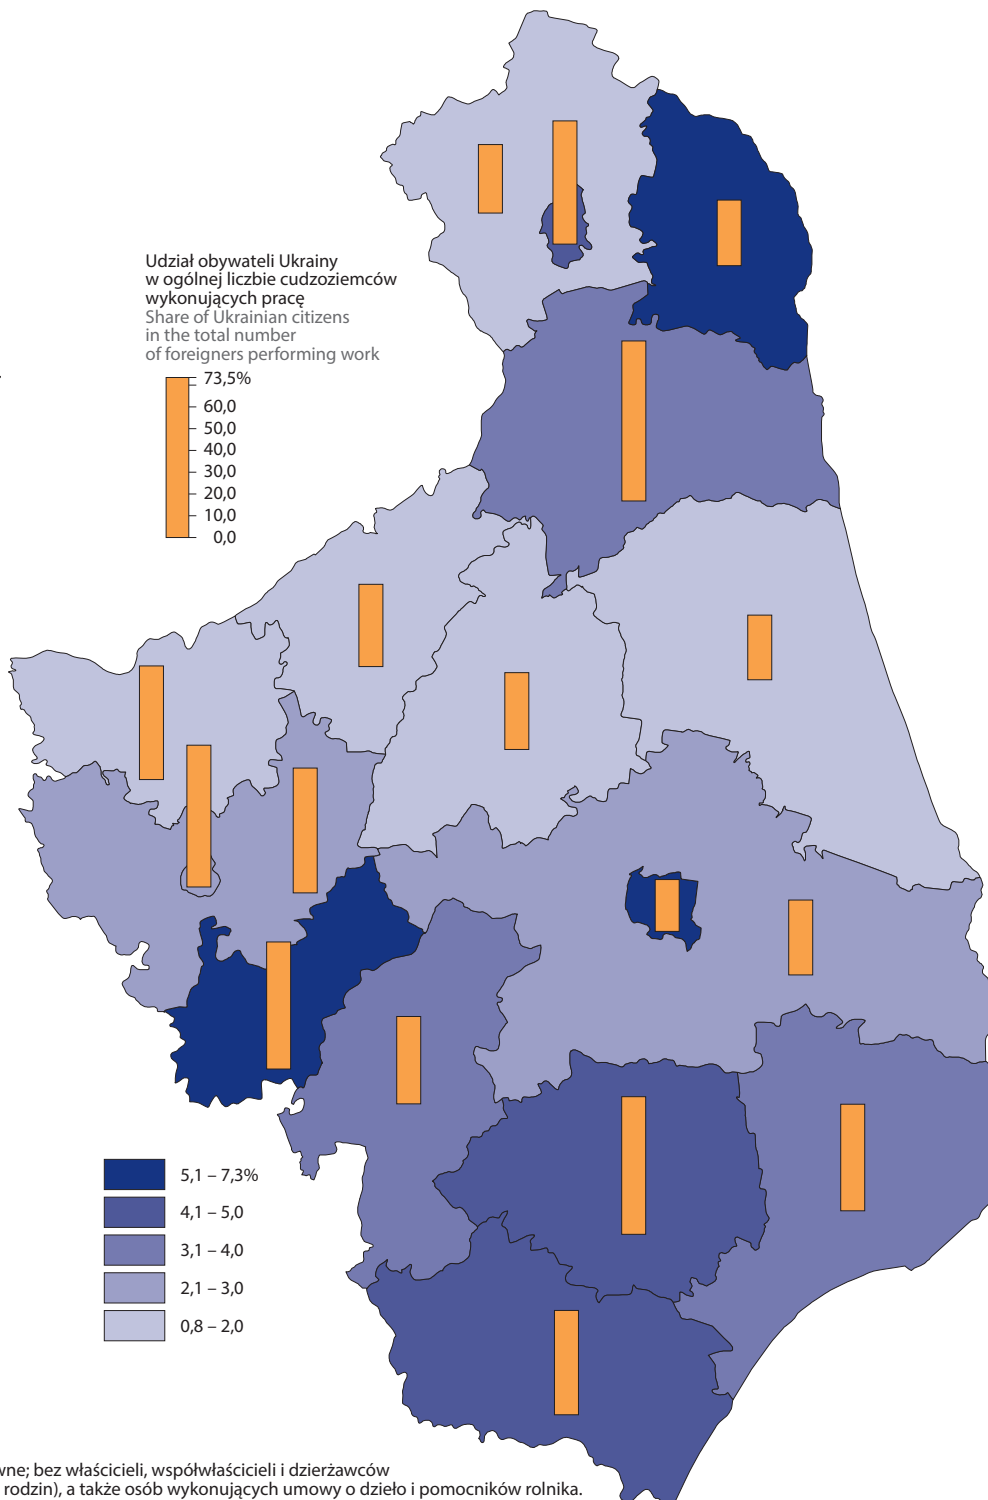 Udział obywateli Ukrainy
w ogólnej liczbie cudzoziemców
wykonujących pracę
Share of Ukrainian citizens
in the total number
of foreigners performing work
73,5%
60,0
50,0
40,0
30,0
20,0
10,0
0,0
5,1 – 7,3%
4,1 – 5,0
3,1 – 4,0
2,1 – 3,0
0,8 – 2,0
bez właścicieli, współwłaścicieli i dzierżawców
rodzin), a także osób wykonujących umowy o dzieło i pomocników rolnika.